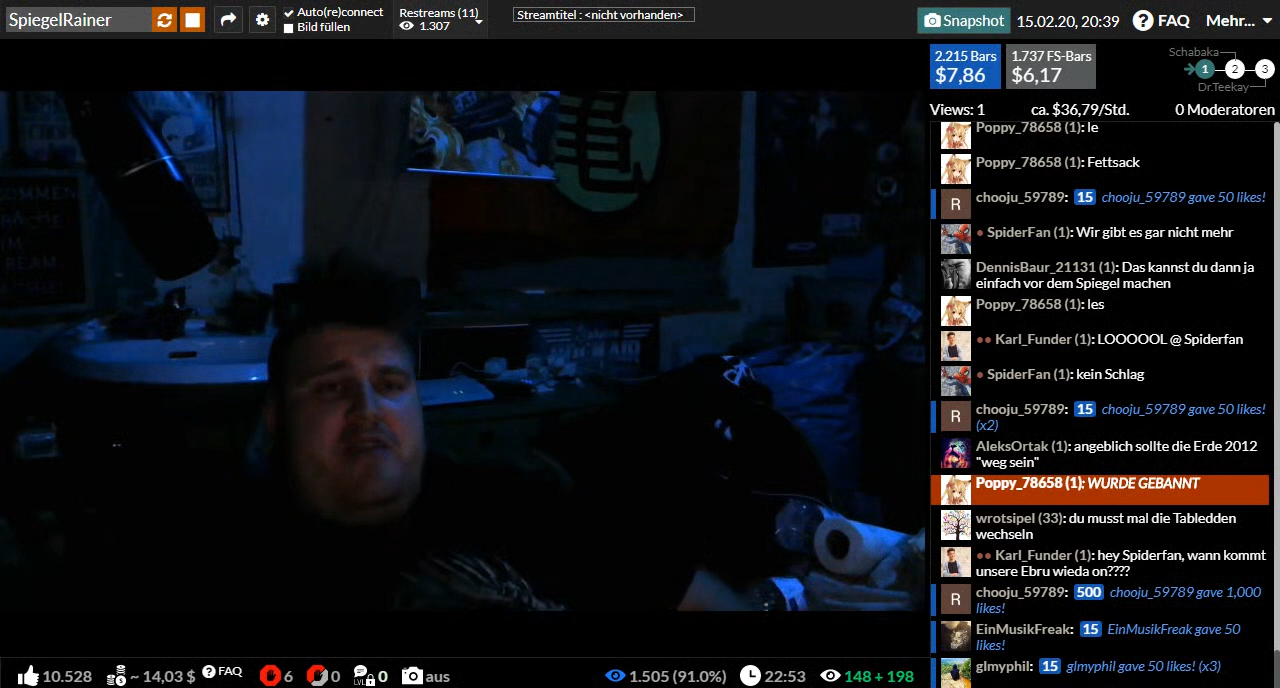 SpiegelRainer
Auto(re)connect
Bild füllen
Restreams (11)
1.307
Streamtitel : <nicht vorhanden>
Snapshot
15.02.20, 20:39
FAQ
Mehr...
2.215 Bars
$7,86
1.737 FS-Bars
$6,17
Schabaka
1
2
3
Dr.Teekay
Views: 1
ca. $36,79/Std.
0 Moderatoren
Poppy_78658 (1): le
Poppy_78658 (1): Fettsack
R
chooju_59789: 15 chooju_59789 gave 50 likes!
SpiderFan (1): Wir gibt es gar nicht mehr
DennisBaur_21131 (1): Das kannst du dann ja
einfach vor dem Spiegel machen
Poppy_78658 (1): les
Karl_Funder (1): LOOOOOL @ Spiderfan
SpiderFan (1): kein Schlag
R
chooju_59789: 15 chooju_59789 gave 50 likes!
(x2)
AleksOrtak (1): angeblich sollte die Erde 2012
"weg sein"
Poppy_78658 (1): WURDE GEBANNT
wrotsipel (33): du musst mal die Tabledden
wechseln
Karl_Funder (1): hey Spiderfan, wann kommt
unsere Ebru wieda on????
R
chooju_59789: 500 chooju_59789 gave 1,000
likes!
EinMusikFreak: 15 EinMusikFreak gave 50
likes!
glmyphil: 15 glmyphil gave 50 likes! (x3)
10.528
~ 14,03 $
FAQ
6
0
LVL
0
aus
1.505 (91.0%)
22:53
148 + 198